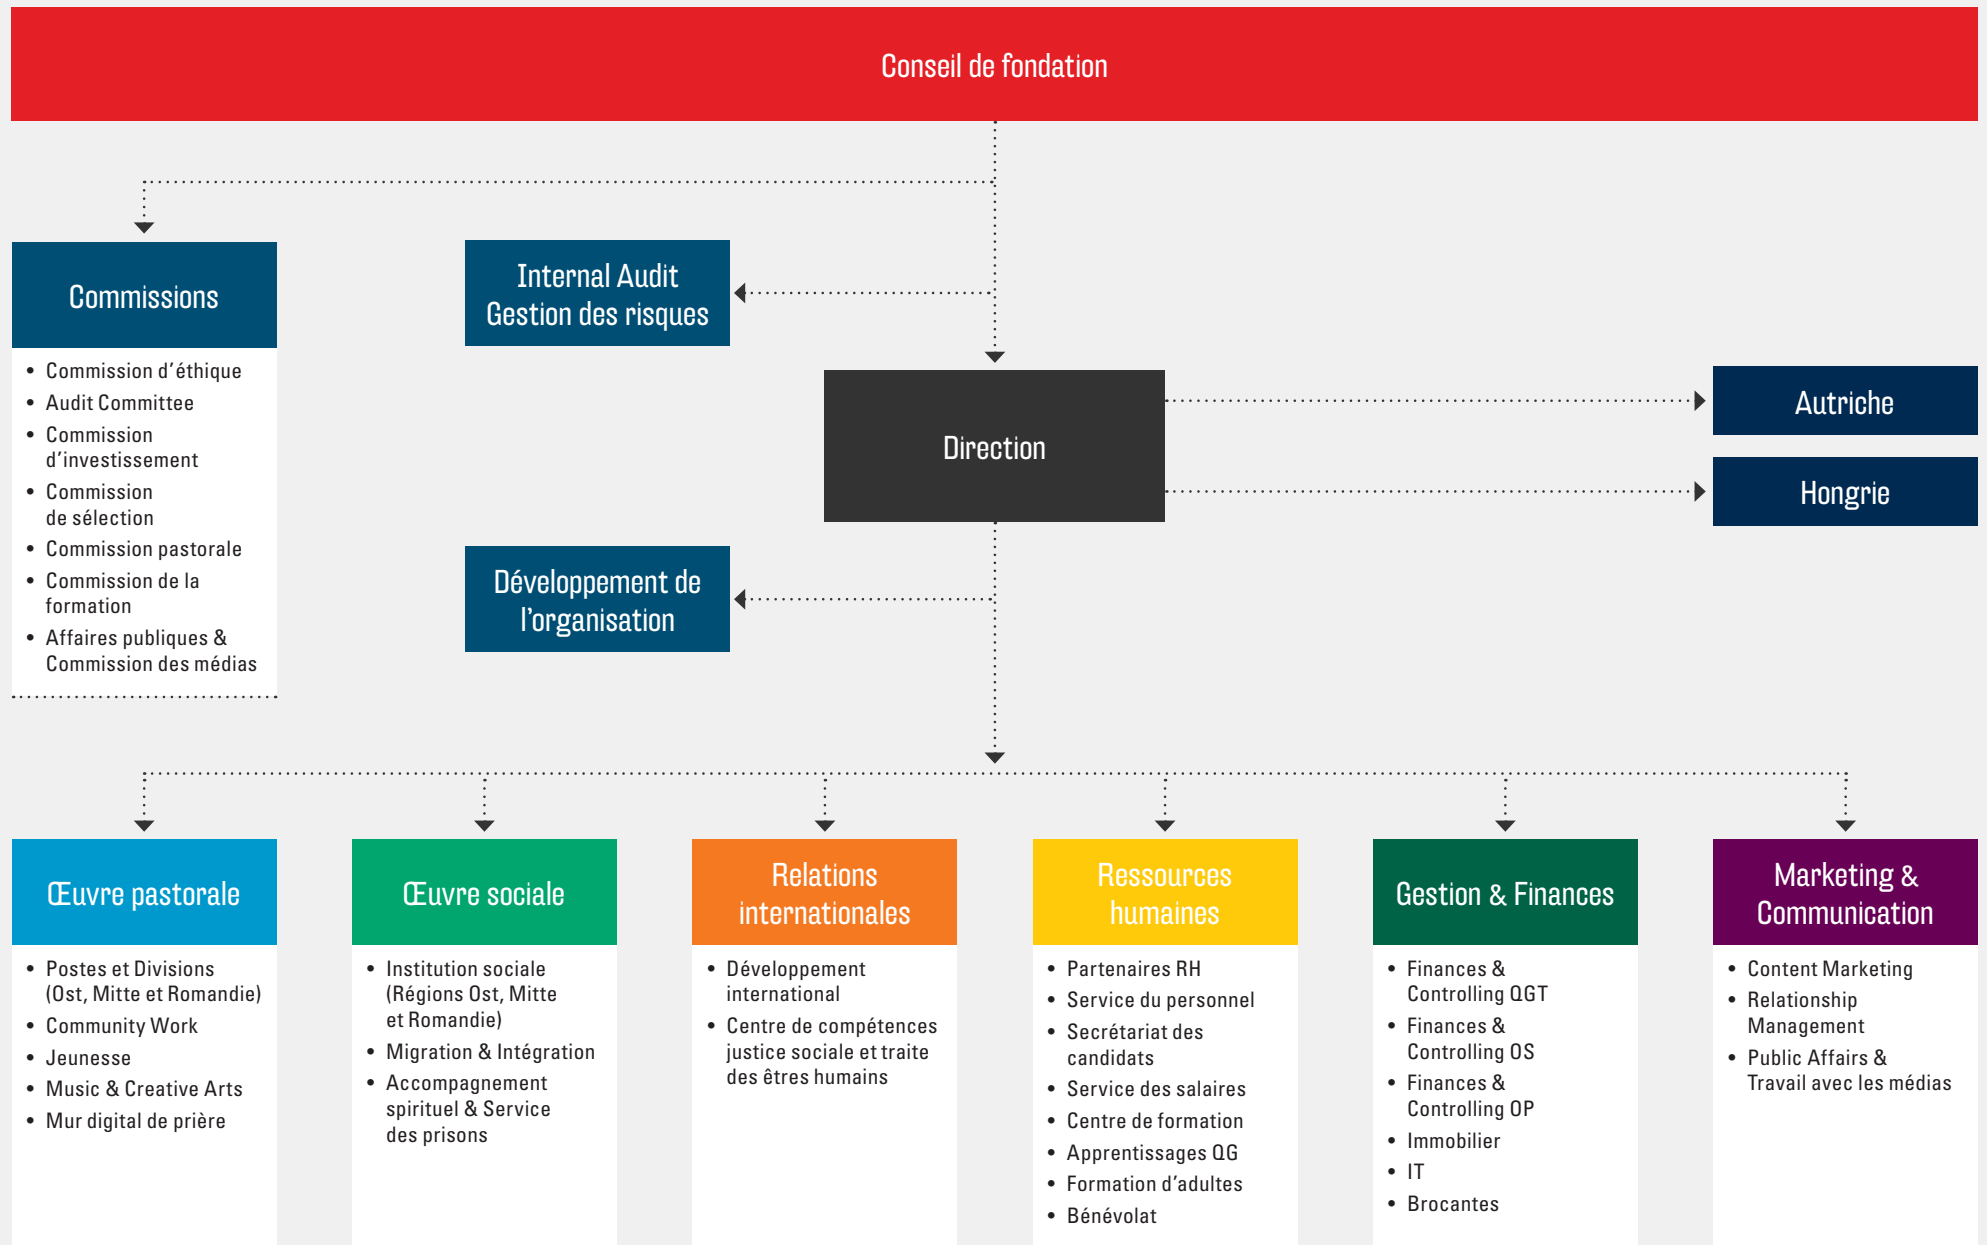 Conseil de fondation
Commissions
• Commission d’éthique
• Audit Committee
• Commission
d’investissement
• Commission
de sélection
• Commission pastorale
• Commission de la
formation
• Affaires publiques &
Commission des médias
Internal Audit
Gestion des risques
Direction
Autriche
Hongrie
Développement de
l’organisation
Œuvre pastorale
• Postes et Divisions
(Ost, Mitte et Romandie)
• Community Work
• Jeunesse
• Music & Creative Arts
• Mur digital de prière
Œuvre sociale
• Institution sociale
(Régions Ost, Mitte
et Romandie)
• Migration & Intégration
• Accompagnement
spirituel & Service
des prisons
Relations
internationales
• Développement
international
• Centre de compétences
justice sociale et traite
des êtres humains
Ressources
humaines
• Partenaires RH
• Service du personnel
• Secrétariat des
candidats
• Service des salaires
• Centre de formation
• Apprentissages QG
• Formation d’adultes
• Bénévolat
Gestion & Finances
• Finances &
Controlling QGT
• Finances &
Controlling OS
• Finances &
Controlling OP
• Immobilier
• IT
• Brocantes
Marketing &
Communication
• Content Marketing
• Relationship
Management
• Public Affairs &
Travail avec les médias